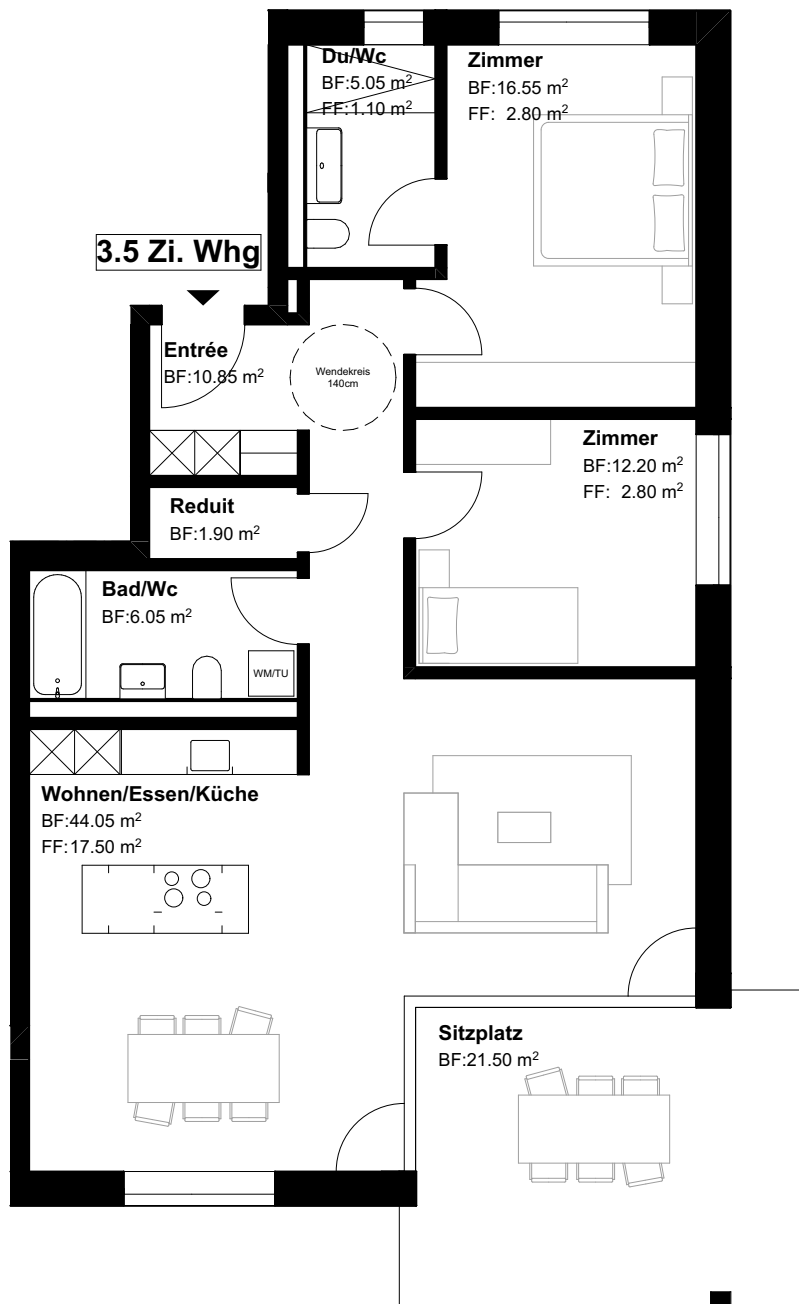 Du/Wc
BF:5.05 m²
FF:1.10 m²
Zimmer
BF:16.55 m²
FF: 2.80 m²
3.5 Zi. Whg
Entrée
BF:10.85 m²
Wendekreis
140cm
Zimmer
BF:12.20 m²
FF: 2.80 m²
Reduit
BF:1.90 m²
Bad/Wc
BF:6.05 m²
WM/TU
Wohnen/Essen/Küche
BF:44.05 m²
FF:17.50 m²
Sitzplatz
BF:21.50 m²